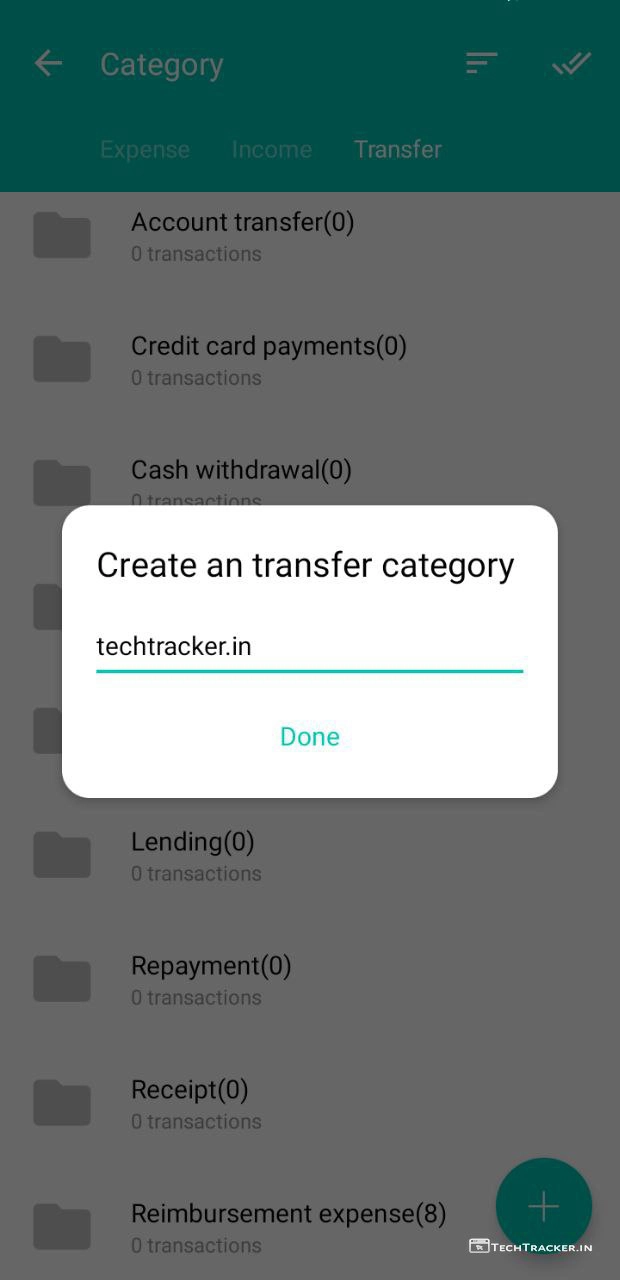 Category
Expense Income Transfer
Account transfer(0)
0 transactions
Credit card payments(0)
0 transactions
Cash withdrawal(0)
0 transactions
Create an transfer category
techtracker.in
Done
Lending(0)
0 transactions
Repayment(0)
0 transactions
Receipt(0)
0 transactions
Reimbursement expense(8)
0 transactions
TECHTRACKER.IN